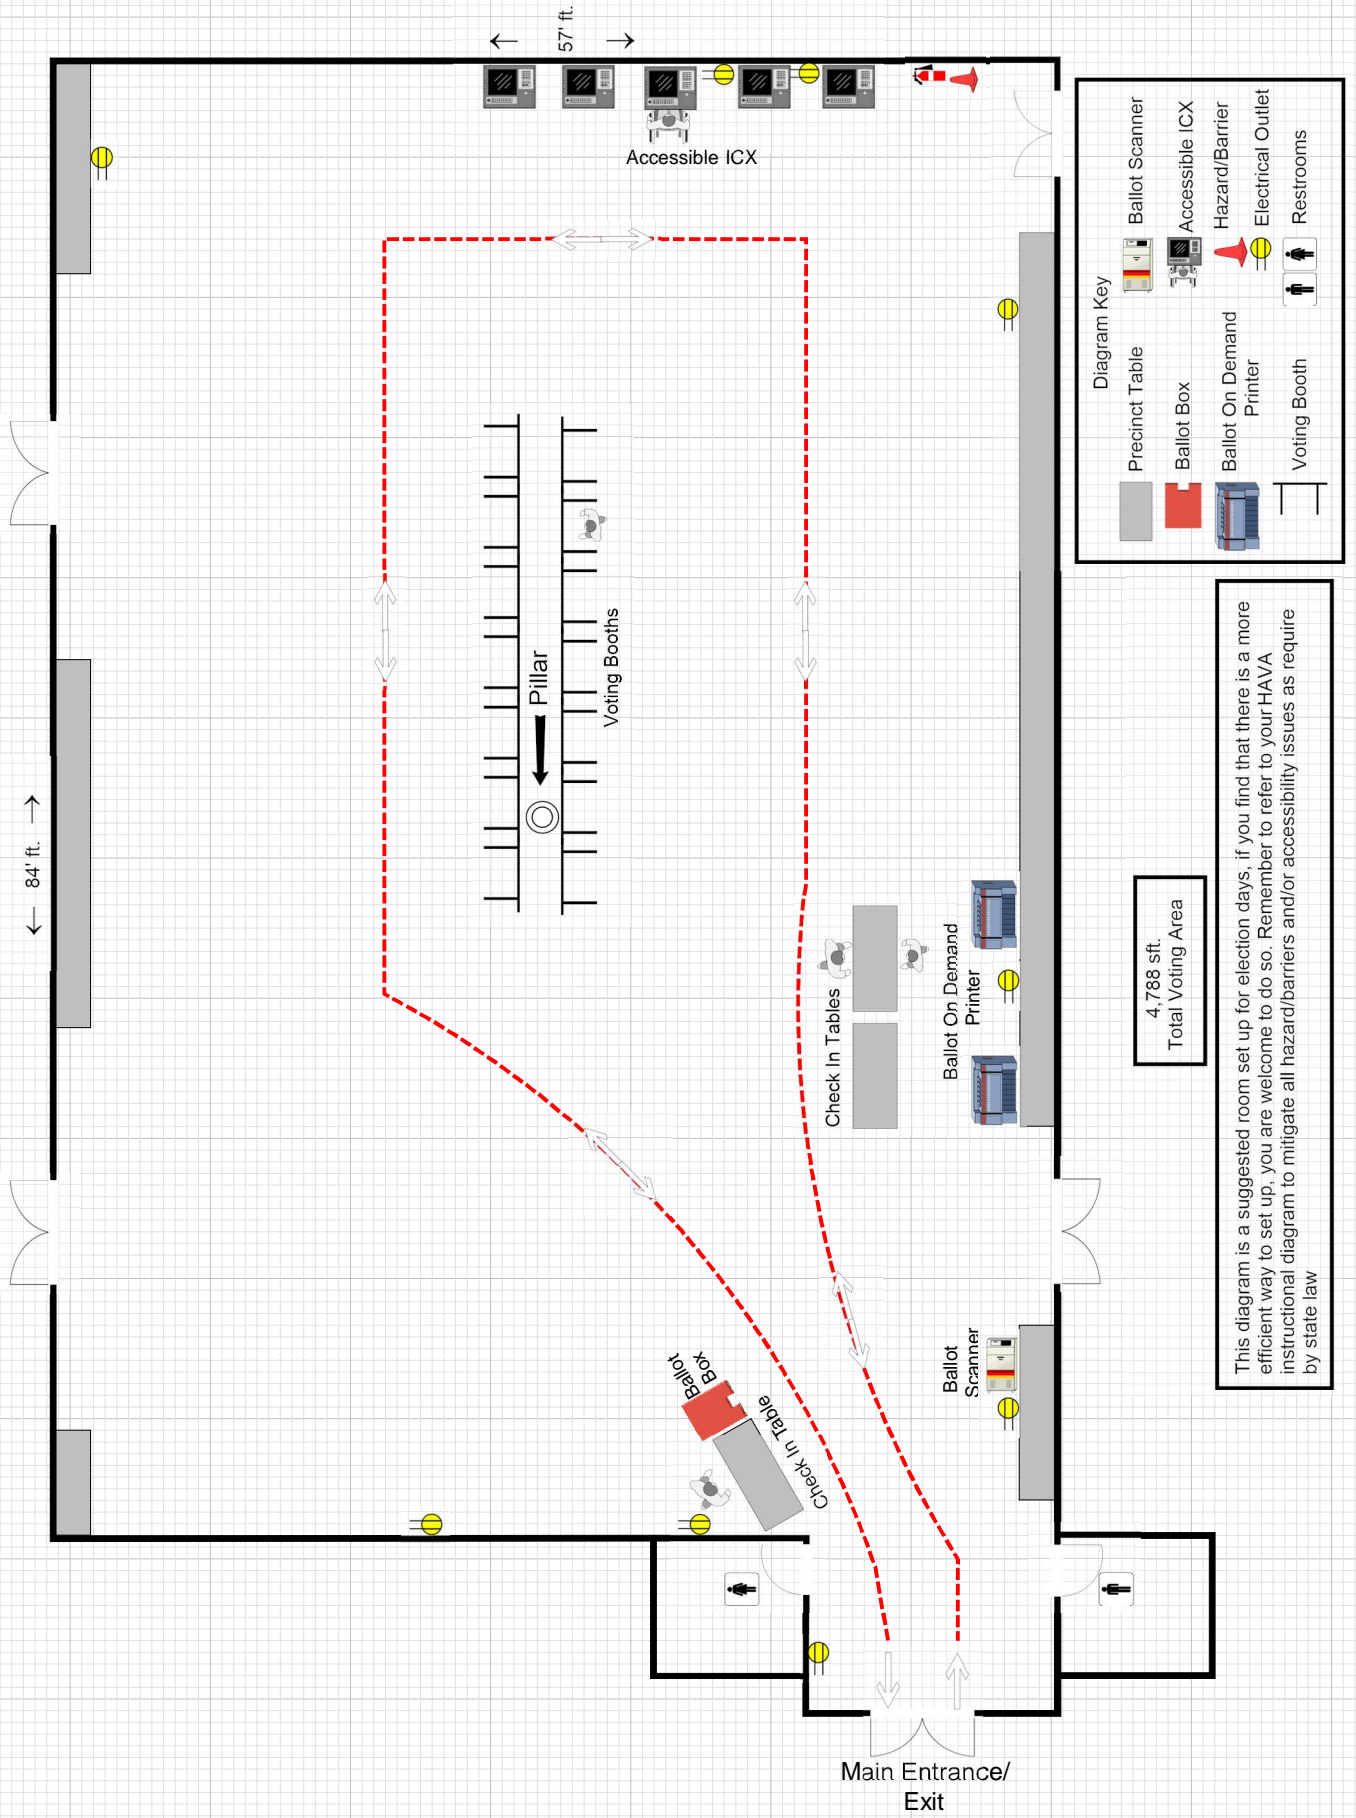 57' ft.
Accessible ICX
84' ft.
Pillar
Voting Booths
Check In Tables
Ballot On Demand
Printer
Ballot
Scanner
Ballot
Box
Check In Table
Main Entrance/
Exit
Diagram Key
Precinct Table
Ballot Scanner
Ballot Box
Accessible ICX
Ballot On Demand
Printer
Hazard/Barrier
Electrical Outlet
Voting Booth
Restrooms
4,788 sft.
Total Voting Area
This diagram is a suggested room set up for election days, if you find that there is a more
efficient way to set up, you are welcome to do so. Remember to refer to your HAVA
instructional diagram to mitigate all hazard/barriers and/or accessibility issues as require
by state law